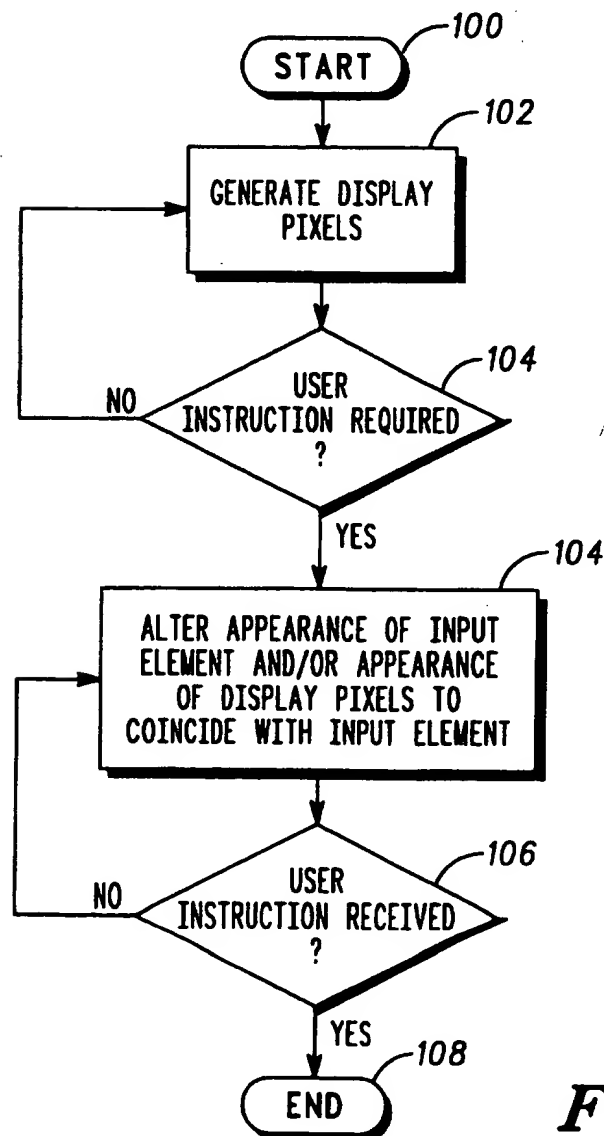 100
START
102
GENERATE DISPLAY
PIXELS
104
USER
INSTRUCTION REQUIRED
?
NO
YES
104
ALTER APPEARANCE OF INPUT
ELEMENT AND/OR APPEARANCE
OF DISPLAY PIXELS TO
COINCIDE WITH INPUT ELEMENT
106
USER
INSTRUCTION RECEIVED
?
NO
YES
108
END
F